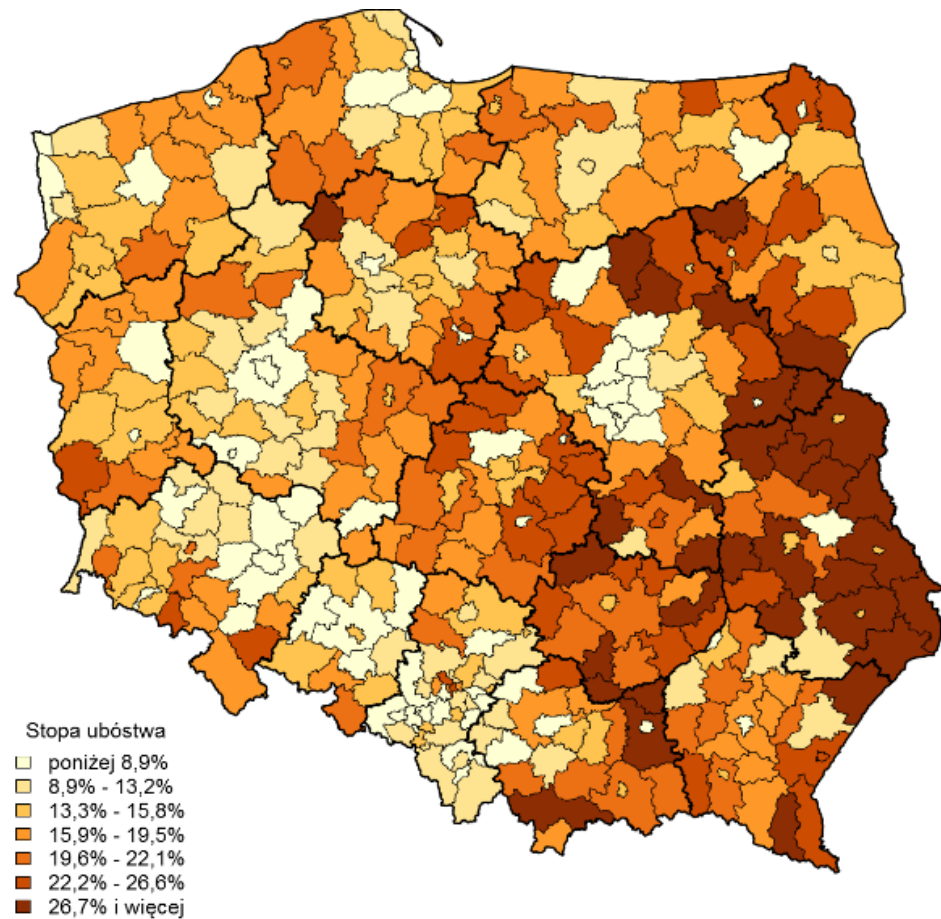 Stopa ubóstwa
poniżej 8,9%
8,9% - 13,2%
13,3% - 15,8%
15,9% - 19,5%
19,6% - 22,1%
22,2% - 26,6%
26,7% i więcej